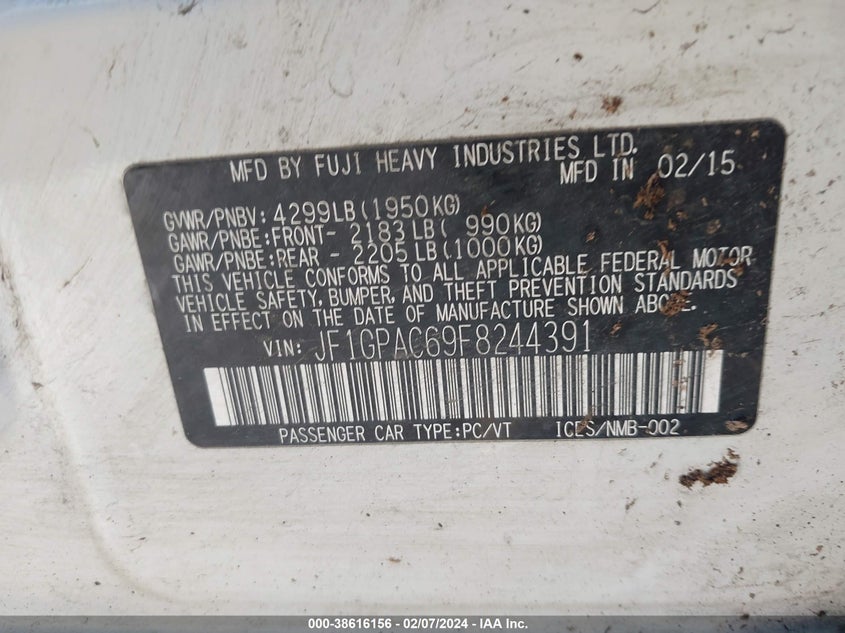 MFD BY FUJI HEAVY INDUSTRIES LTD.
MFD IN 02/15
GVWR/PNBV: 4299LB (1950KG)
GAWR/PNBE:FRONT- 2183LB( 990KG)
GAWR/PNBE:REAR - 2205LB(1000KG)
THIS VEHICLE CONFORMS TO ALL APPLICABLE FEDERAL MOTOR
VEHICLE SAFETY, BUMPER, AND THEFT PREVENTION STANDARDS
IN EFFECT ON THE DATE OF MANUFACTURE SHOWN ABOVE.
VIN: JF1GPAC69F8244391
PASSENGER CAR TYPE:PC/VT ICES/NMB-002
000-38616156 - 02/07/2024 - IAA Inc.